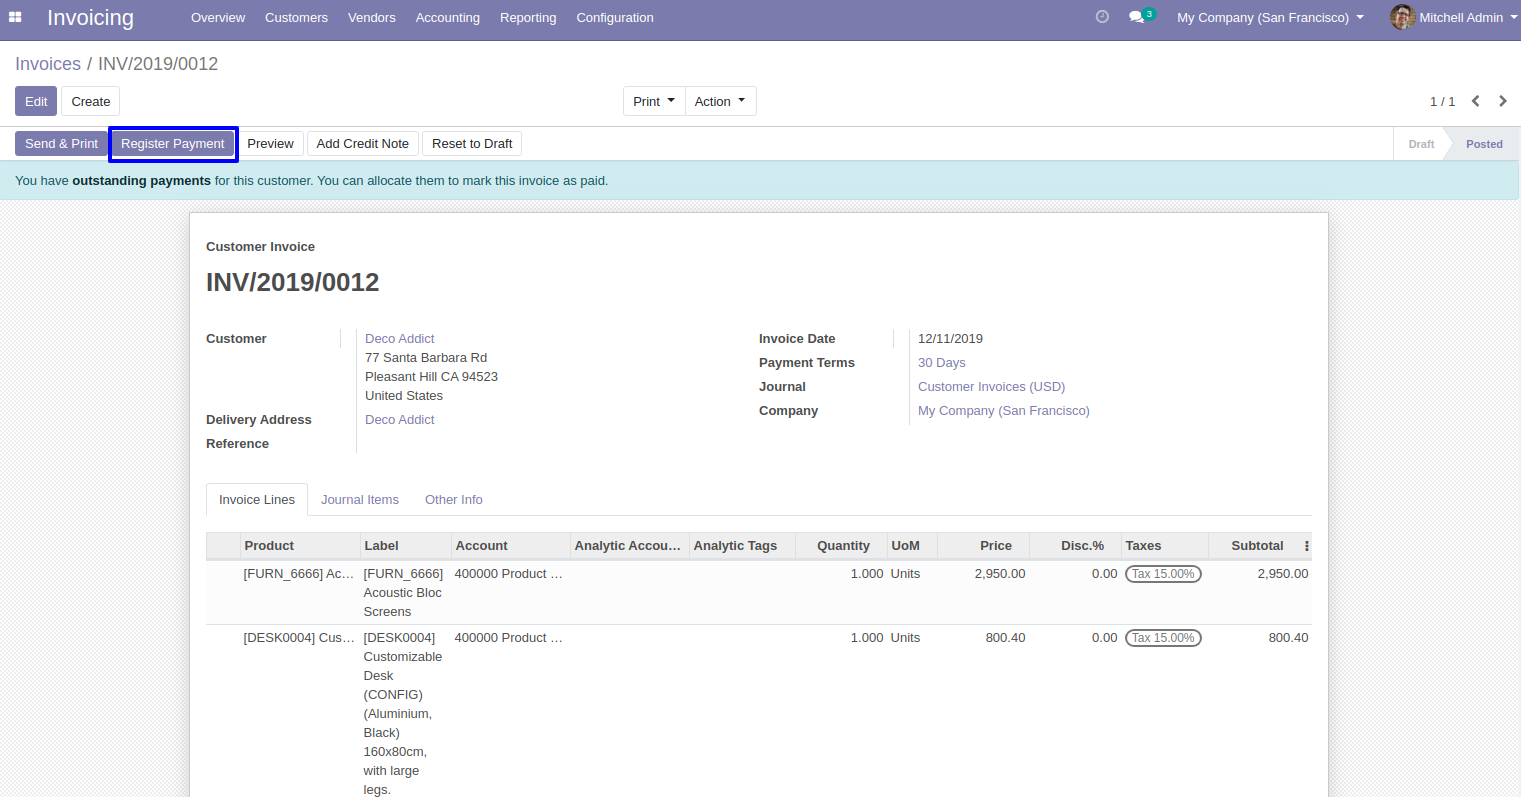 Invoicing Overview Customers Vendors Accounting Reporting Configuration 3 My Company (San Francisco) Mitchell Admin
Invoices / INV/2019/0012
Edit Create Print Action 1 / 1
Send & Print Register Payment Preview Add Credit Note Reset to Draft Draft Posted
You have outstanding payments for this customer. You can allocate them to mark this invoice as paid.
Customer Invoice
INV/2019/0012
Customer Deco Addict
77 Santa Barbara Rd
Pleasant Hill CA 94523
United States
Delivery Address Deco Addict
Reference
Invoice Date 12/11/2019
Payment Terms 30 Days
Journal Customer Invoices (USD)
Company My Company (San Francisco)
Invoice Lines Journal Items Other Info
Product Label Account Analytic Accou... Analytic Tags Quantity UoM Price Disc.% Taxes Subtotal
[FURN_6666] Ac... [FURN_6666] 400000 Product ... 1.000 Units 2,950.00 0.00 Tax 15.00% 2,950.00
Acoustic Bloc
Screens
[DESK0004] Cus... [DESK0004] 400000 Product ... 1.000 Units 800.40 0.00 Tax 15.00% 800.40
Customizable
Desk
(CONFIG)
(Aluminium,
Black)
160x80cm,
with large
legs.